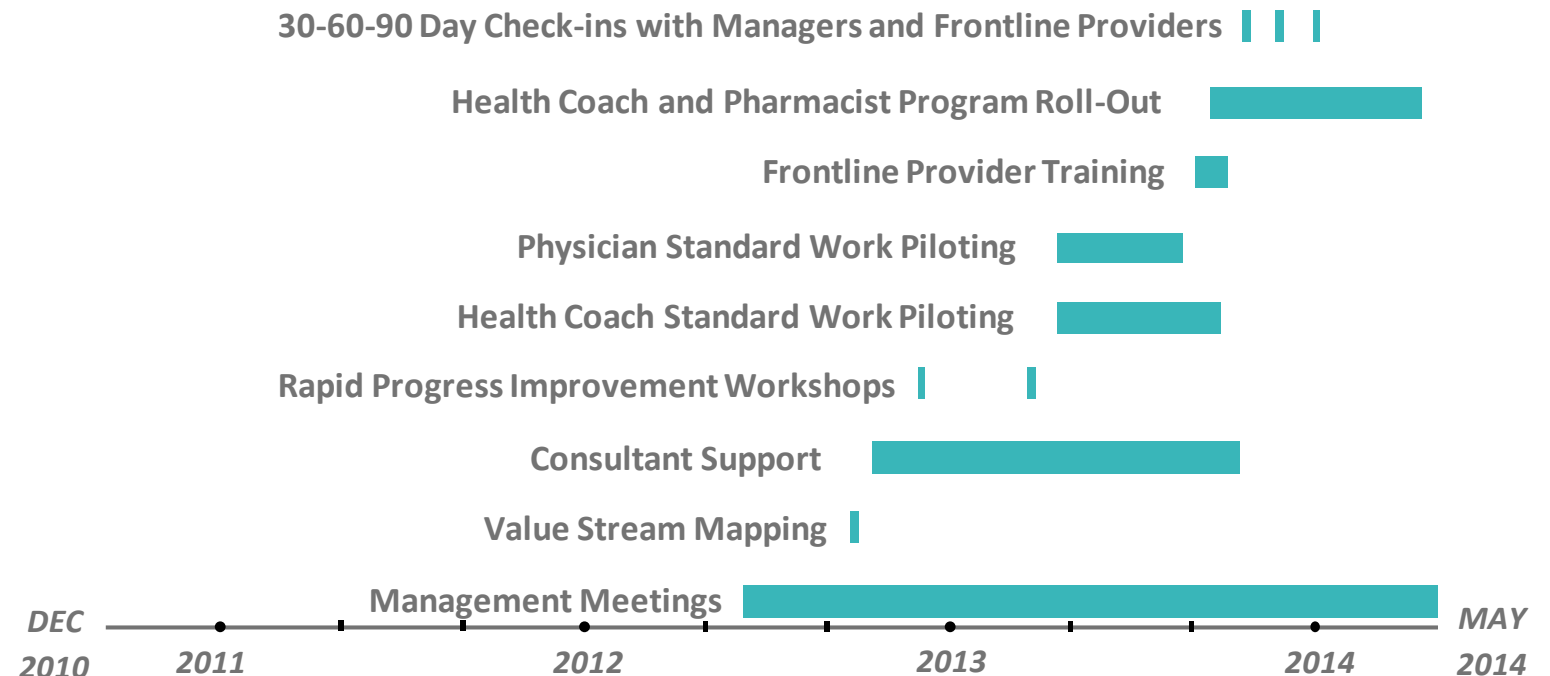 30-60-90 Day Check-ins with Managers and Frontline Providers
Health Coach and Pharmacist Program Roll-Out
Frontline Provider Training
Physician Standard Work Piloting
Health Coach Standard Work Piloting
Rapid Progress Improvement Workshops
Consultant Support
Value Stream Mapping
Management Meetings
DEC
2010
2011
2012
2013
2014
MAY
2014